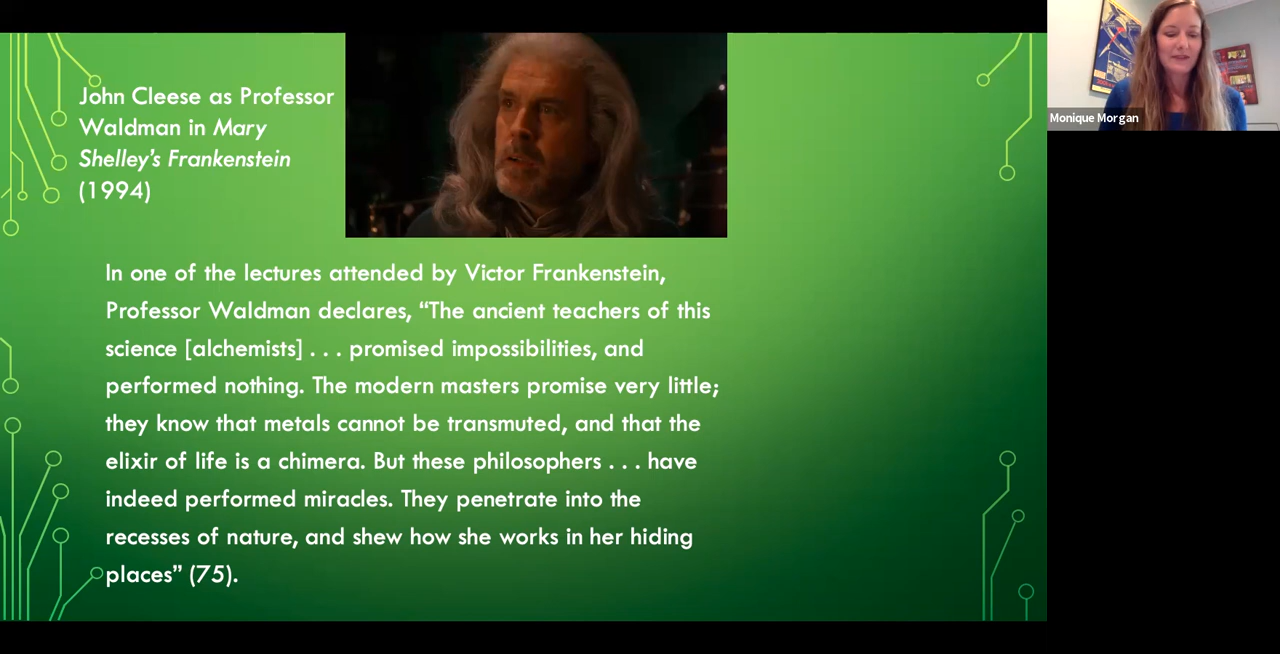 John Cleese as Professor
Waldman in Mary
Shelley's Frankenstein
(1994)
In one of the lectures attended by Victor Frankenstein,
Professor Waldman declares, “The ancient teachers of this
science [alchemists] . . . promised impossibilities, and
performed nothing. The modern masters promise very little;
they know that metals cannot be transmuted, and that the
elixir of life is a chimera. But these philosophers . . . have
indeed performed miracles. They penetrate into the
recesses of nature, and shew how she works in her hiding
places” (75).
Monique Morgan